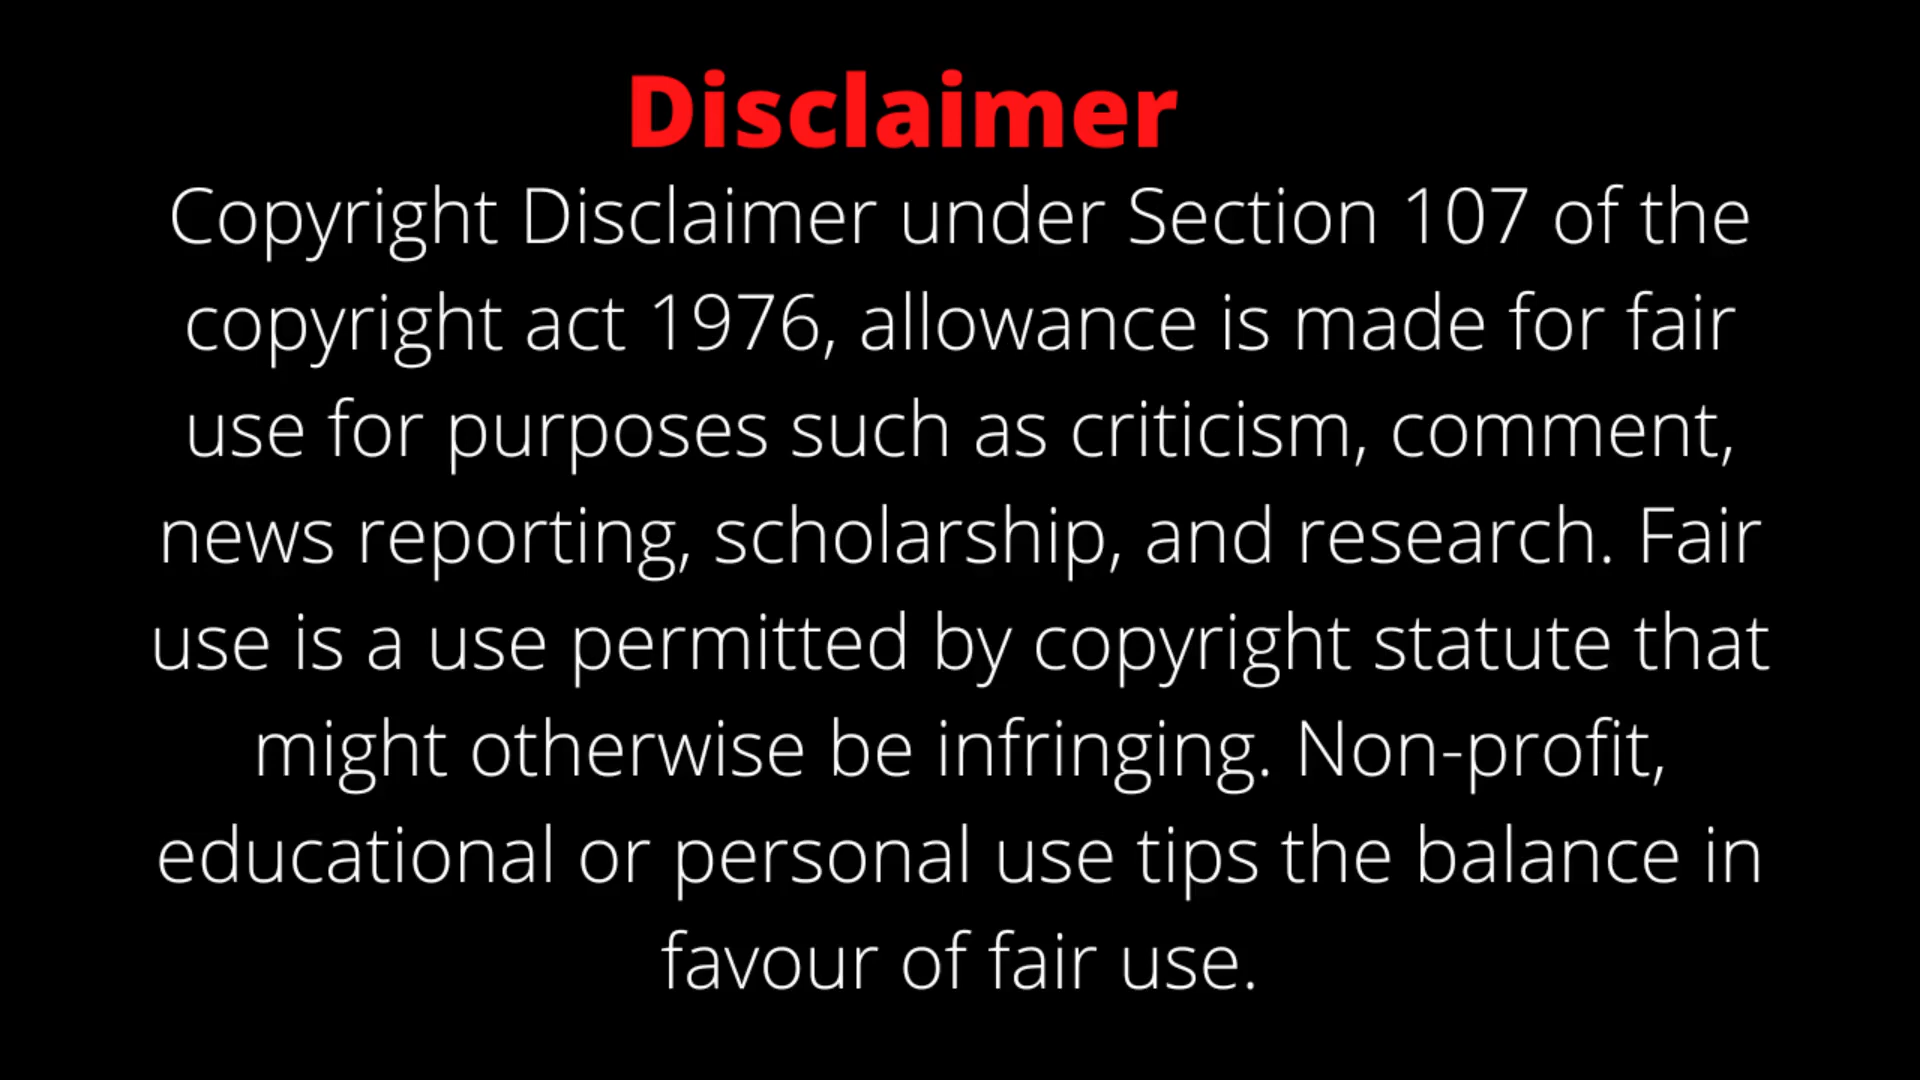 Disclaimer
Copyright Disclaimer under Section 107 of the
copyright act 1976, allowance is made for fair
use for purposes such as criticism, comment,
news reporting, scholarship, and research. Fair
use is a use permitted by copyright statute that
might otherwise be infringing. Non-profit,
educational or personal use tips the balance in
favour of fair use.